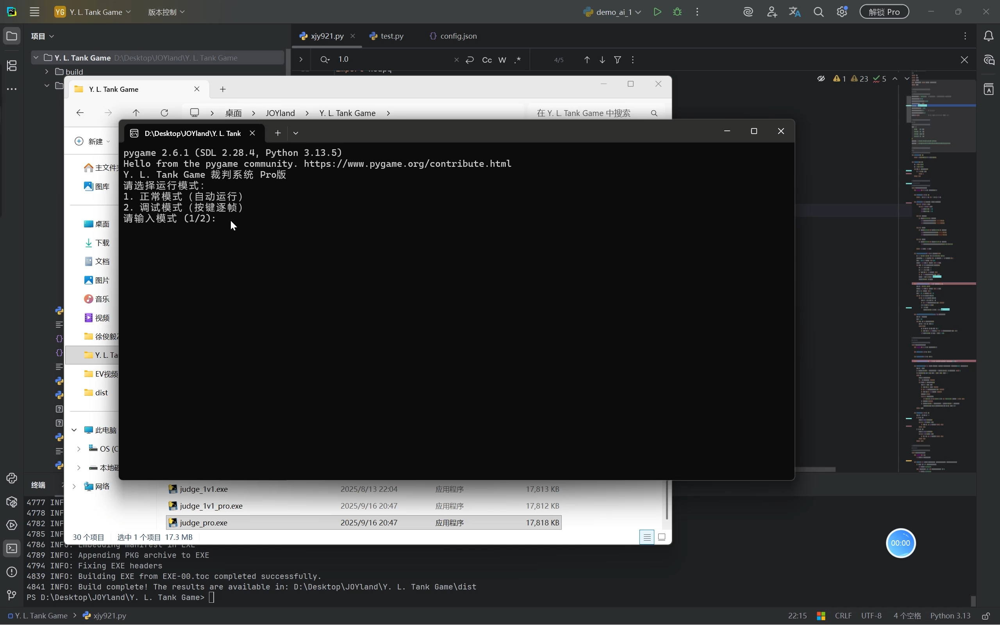 PC
YG Y. L. Tank Game
版本控制
demo_ai_1
解锁 Pro
项目
xjy921.py
test.py
config.json
Y. L. Tank Game D:\Desktop\JOYland\Y. L. Tank Game
1.0
Cc W .*
4/5
build
1 23 5
Y. L. Tank Game
桌面 > JOYland > Y. L. Tank Game >
在 Y. L. Tank Game 中搜索
新建
D:\Desktop\JOYland\Y. L. Tank
pygame 2.6.1 (SDL 2.28.4, Python 3.13.5)
Hello from the pygame community. https://www.pygame.org/contribute.html
Y. L. Tank Game 裁判系统 Pro版
请选择运行模式:
1. 正常模式 (自动运行)
2. 调试模式 (按键逐帧)
请输入模式 (1/2):
主文件
图库
桌面
下载
文档
图片
音乐
视频
徐俊毅
Y. L. Ta
EV视频
dist
此电脑
OS (C
本地
网络
judge_1v1.exe 2025/8/13 22:04 应用程序 17,813 KB
judge_1v1_pro.exe 2025/9/16 20:47 应用程序 17,812 KB
judge_pro.exe 2025/9/16 20:47 应用程序 17,818 KB
30 个项目 选中 1 个项目 17.3 MB
终端
4777 INF
4778 INF
4782 INF
4785 INF
4786 INFO: Embedding manifest in EXE
4789 INFO: Appending PKG archive to EXE
4794 INFO: Fixing EXE headers
4839 INFO: Building EXE from EXE-00.toc completed successfully.
4841 INFO: Build complete! The results are available in: D:\Desktop\JOYland\Y. L. Tank Game\dist
PS D:\Desktop\JOYland\Y. L. Tank Game>
00:00
Y. L. Tank Game > xjy921.py
22:15 CRLF UTF-8 4 个空格 Python 3.13